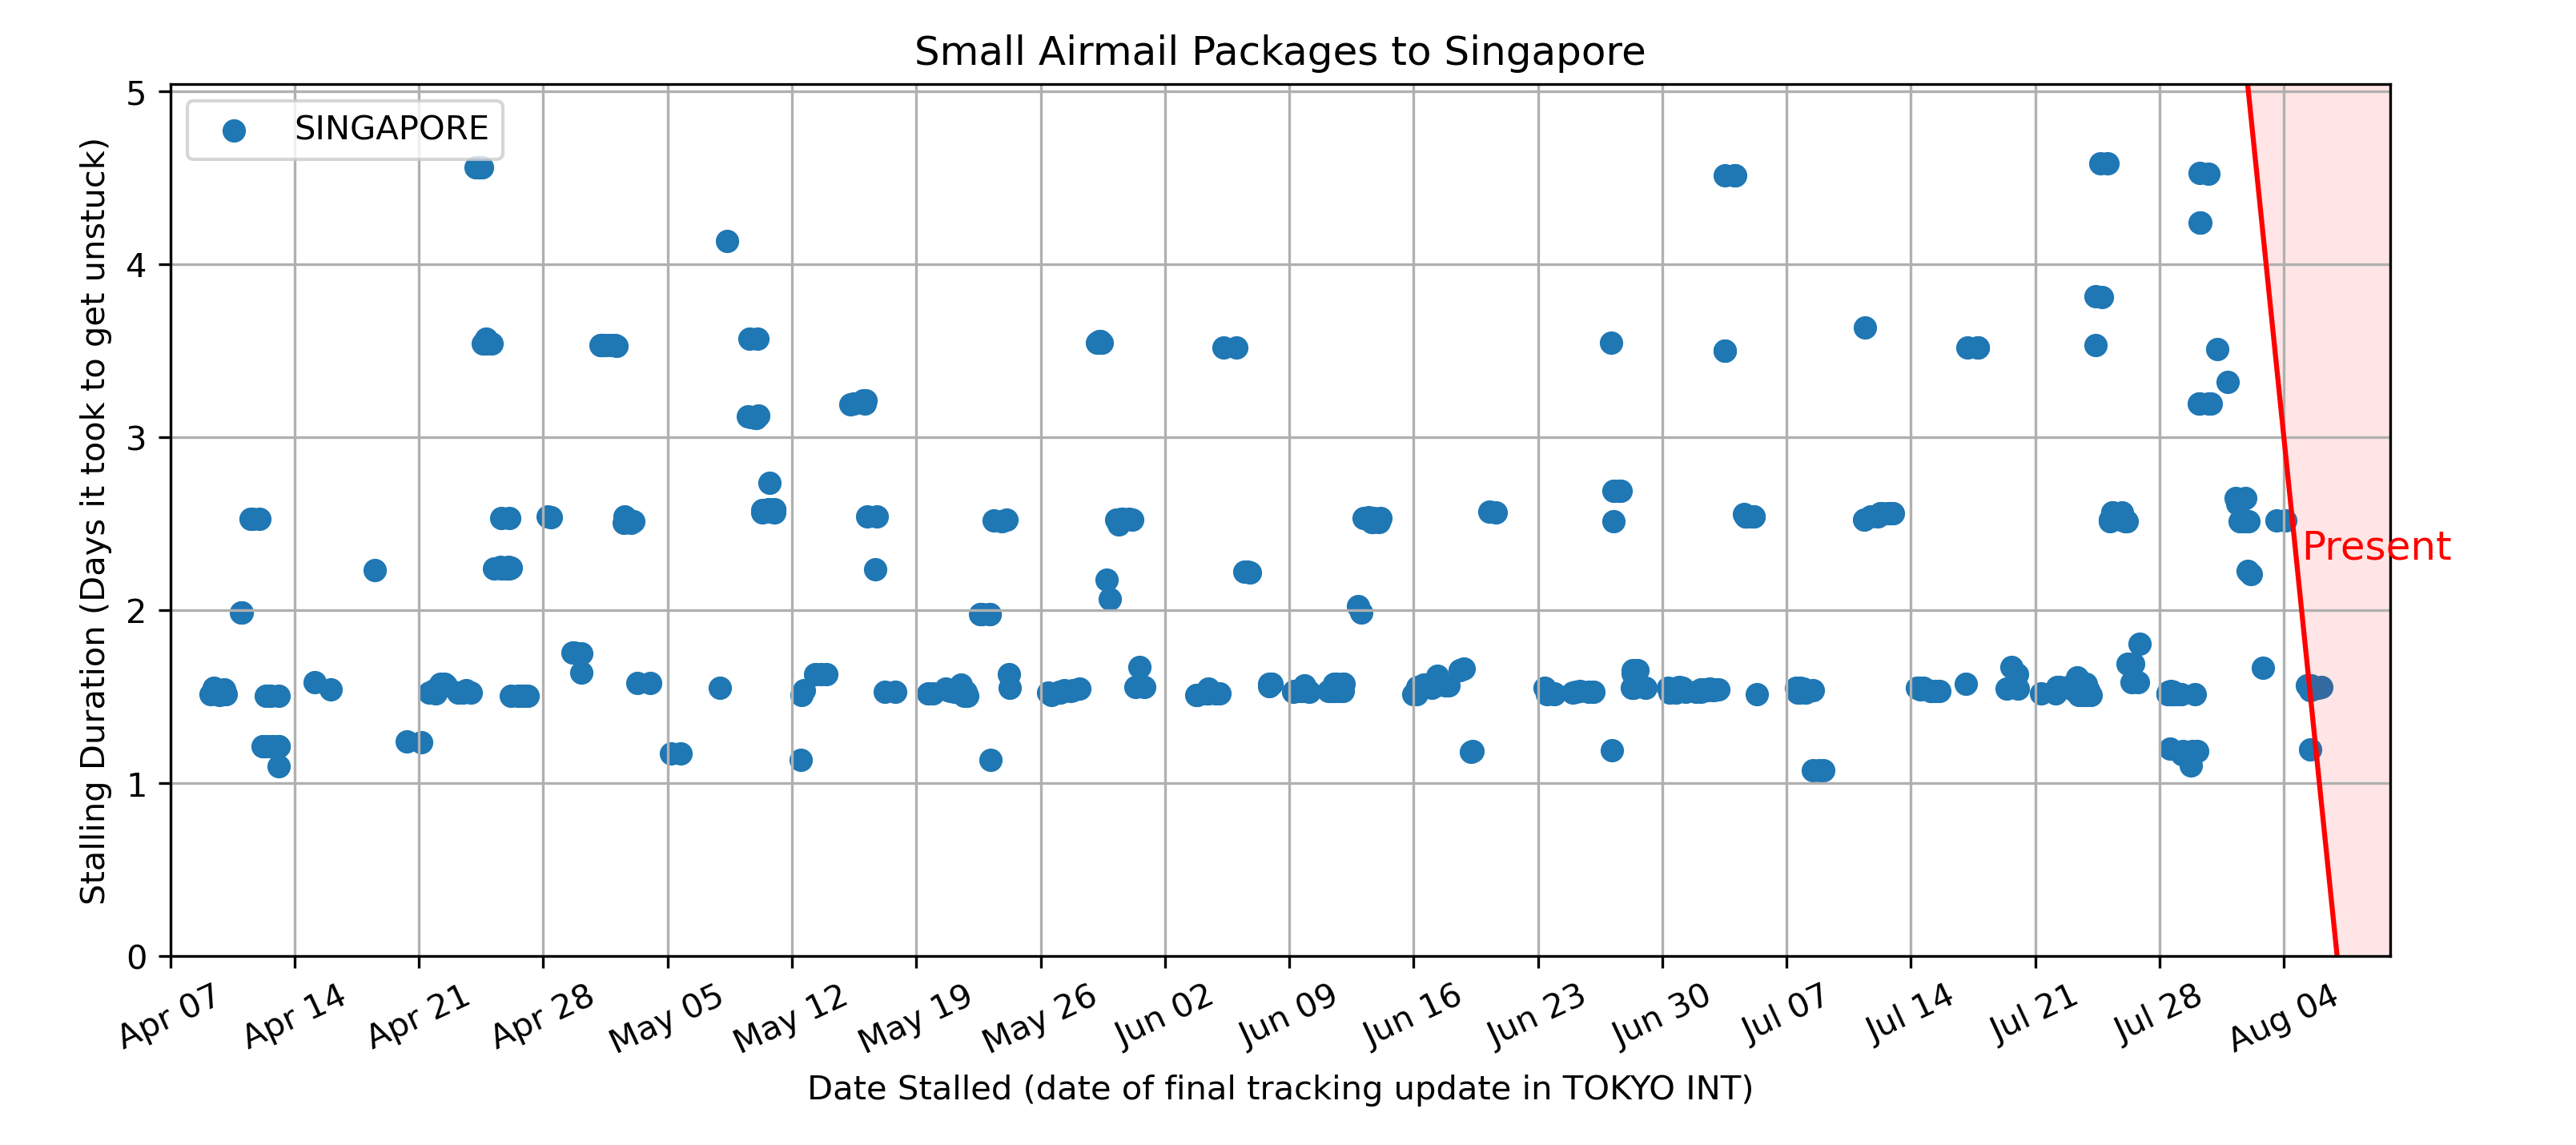 Small Airmail Packages to Singapore
SINGAPORE
Stalling Duration (Days it took to get unstuck)
5
4
3
2
1
0
Present
Apr 07
Apr 14
Apr 21
Apr 28
May 05
May 12
May 19
May 26
Jun 02
Jun 09
Jun 16
Jun 23
Jun 30
Jul 07
Jul 14
Jul 21
Jul 28
Aug 04
Date Stalled (date of final tracking update in TOKYO INT)